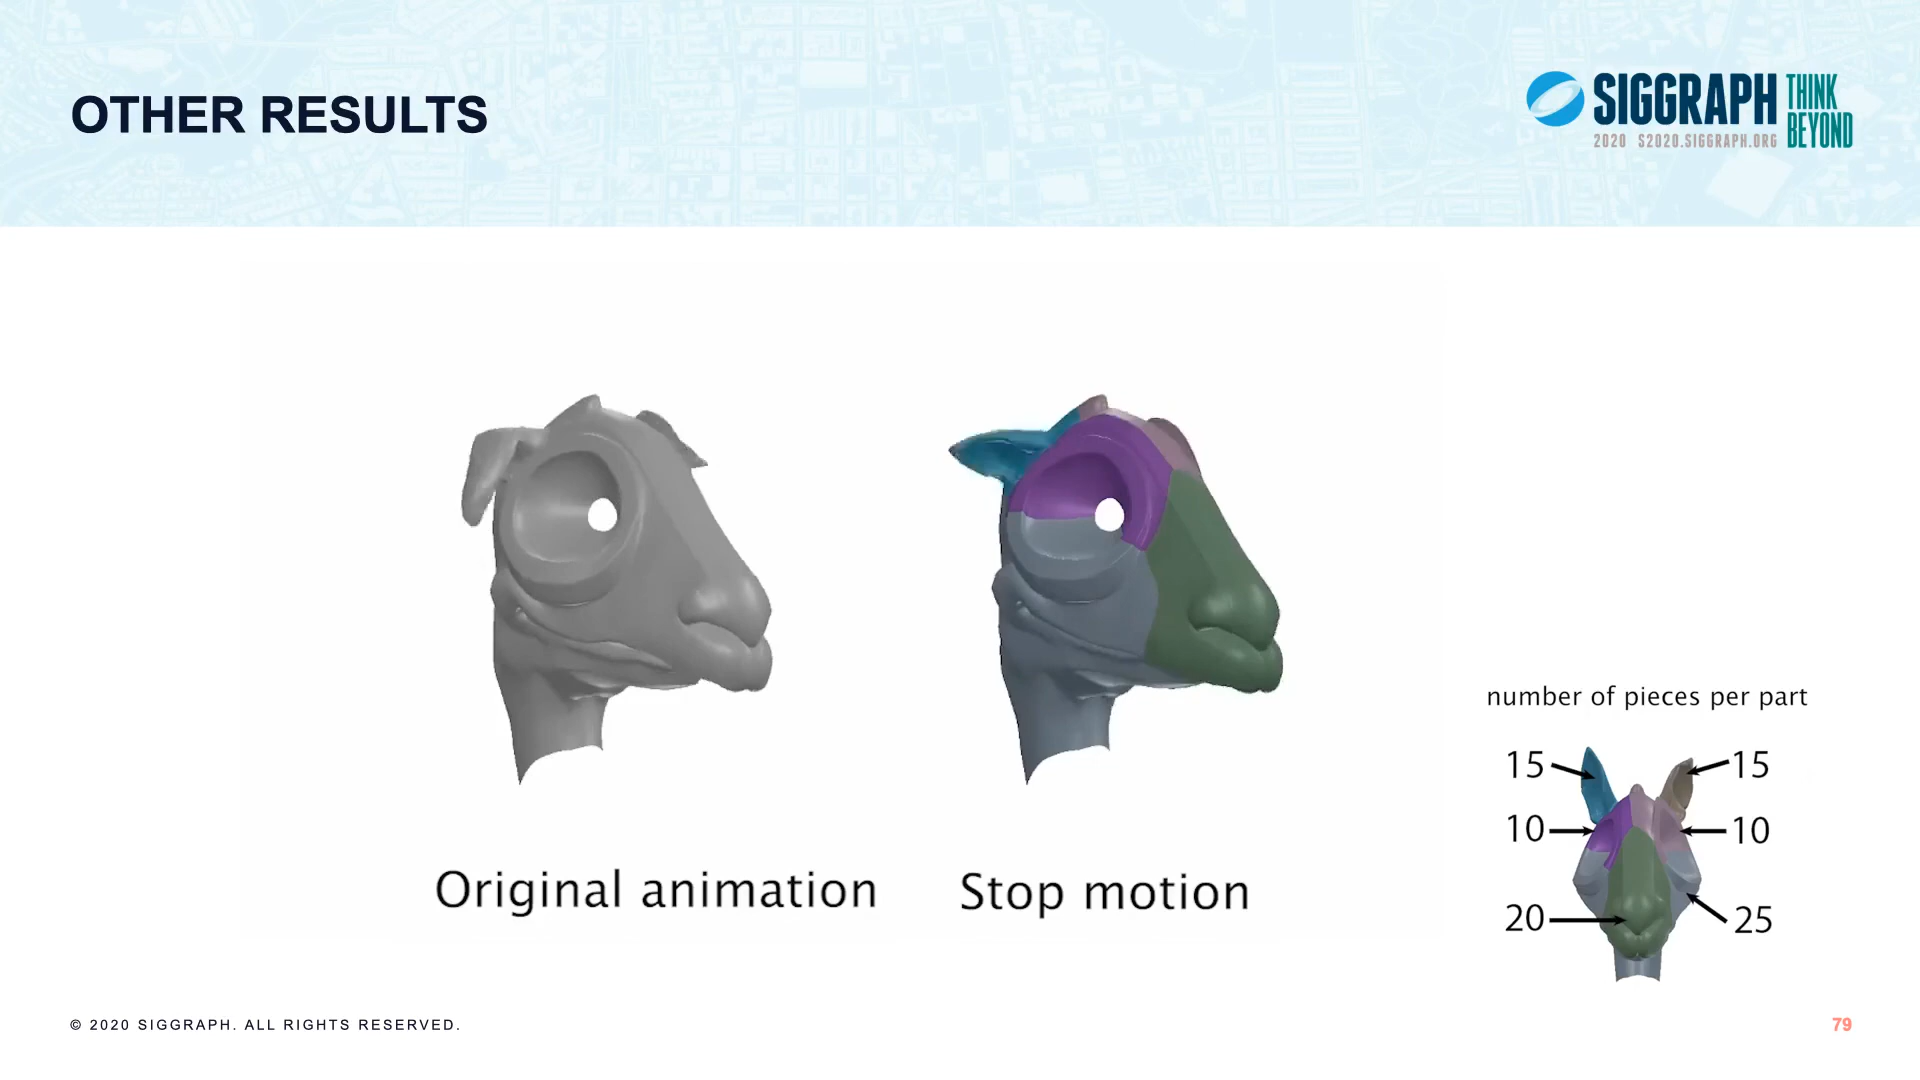 OTHER RESULTS
SIGGRAPH THINK BEYOND
2020 S2020.SIGGRAPH.ORG
Original animation
Stop motion
number of pieces per part
15 15
10 10
20 25
© 2020 SIGGRAPH. ALL RIGHTS RESERVED.
79